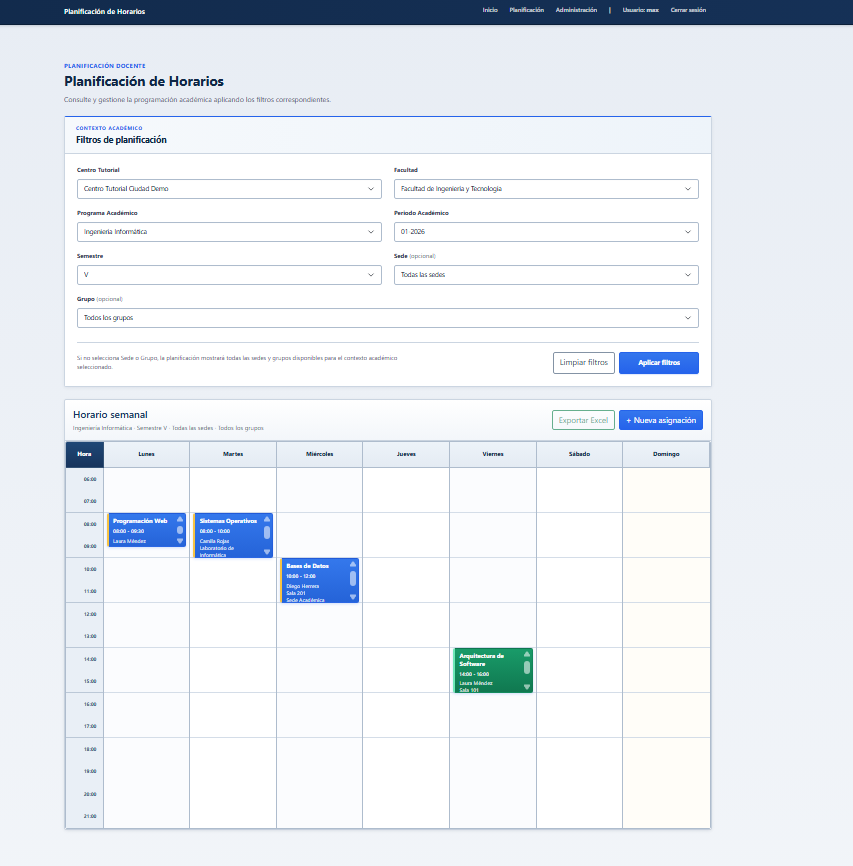 Planificación de Horarios
Inicio Planificación Administración | Usuario: max Cerrar sesión
PLANIFICACIÓN DOCENTE
Planificación de Horarios
Consulte y gestione la programación académica aplicando los filtros correspondientes.
CONTEXTO ACADÉMICO
Filtros de planificación
Centro Tutorial Facultad
Centro Tutorial Ciudad Demo Facultad de Ingeniería y Tecnología
Programa Académico Periodo Académico
Ingeniería Informática 01-2026
Semestre Sede (opcional)
V Todas las sedes
Grupo (opcional)
Todos los grupos
Si no selecciona Sede o Grupo, la planificación mostrará todas las sedes y grupos disponibles para el contexto académico
seleccionado.
Limpiar filtros Aplicar filtros
Horario semanal
Ingeniería Informática · Semestre V · Todas las sedes · Todos los grupos
Exportar Excel + Nueva asignación
Hora Lunes Martes Miércoles Jueves Viernes Sábado Domingo
06:00
07:00
08:00
09:00
10:00
11:00
12:00
13:00
14:00
15:00
16:00
17:00
18:00
19:00
20:00
21:00
Programación Web
08:00 - 09:30
Laura Méndez
Sistemas Operativos
08:00 - 10:00
Camila Rojas
Laboratorio de
Informática
Bases de Datos
10:00 - 12:00
Diego Herrera
Sala 201
Sede Académica
Arquitectura de
Software
14:00 - 16:00
Laura Méndez
Sala 101